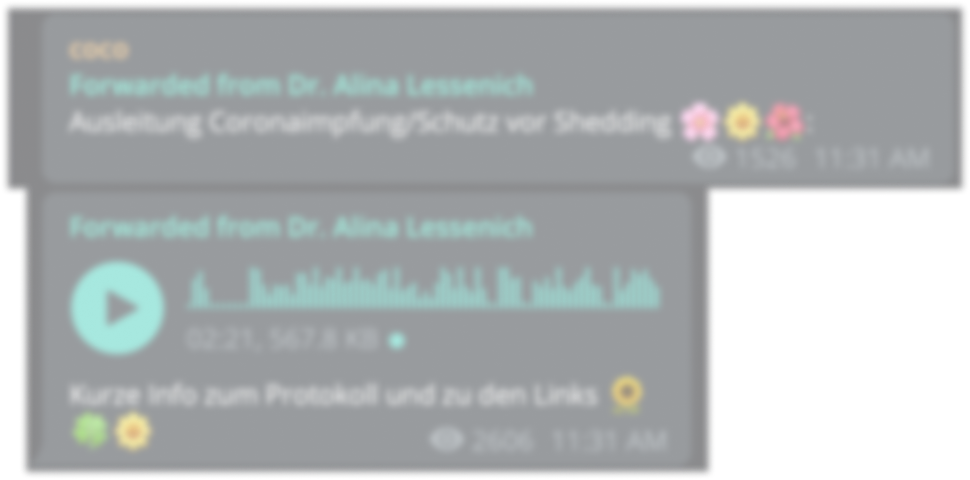 coco
Forwarded from Dr. Alina Lessenich
Ausleitung Coronaimpfung/Schutz vor Shedding 🌸🌼🌺:
1526 11:31 AM
Forwarded from Dr. Alina Lessenich
02:21, 567.8 KB
Kurze Info zum Protokoll und zu den Links 🌻
🍀🌼 2606 11:31 AM